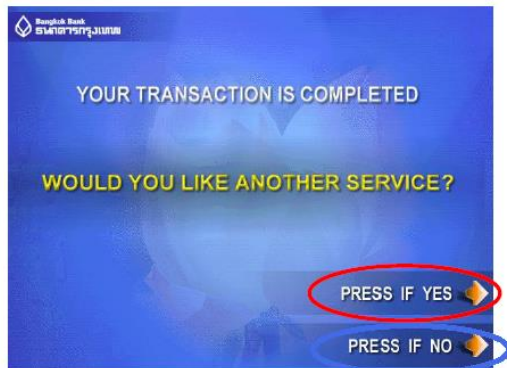 Bangkok Bank
ธนาคารกรุงเทพ
YOUR TRANSACTION IS COMPLETED
WOULD YOU LIKE ANOTHER SERVICE?
PRESS IF YES
PRESS IF NO